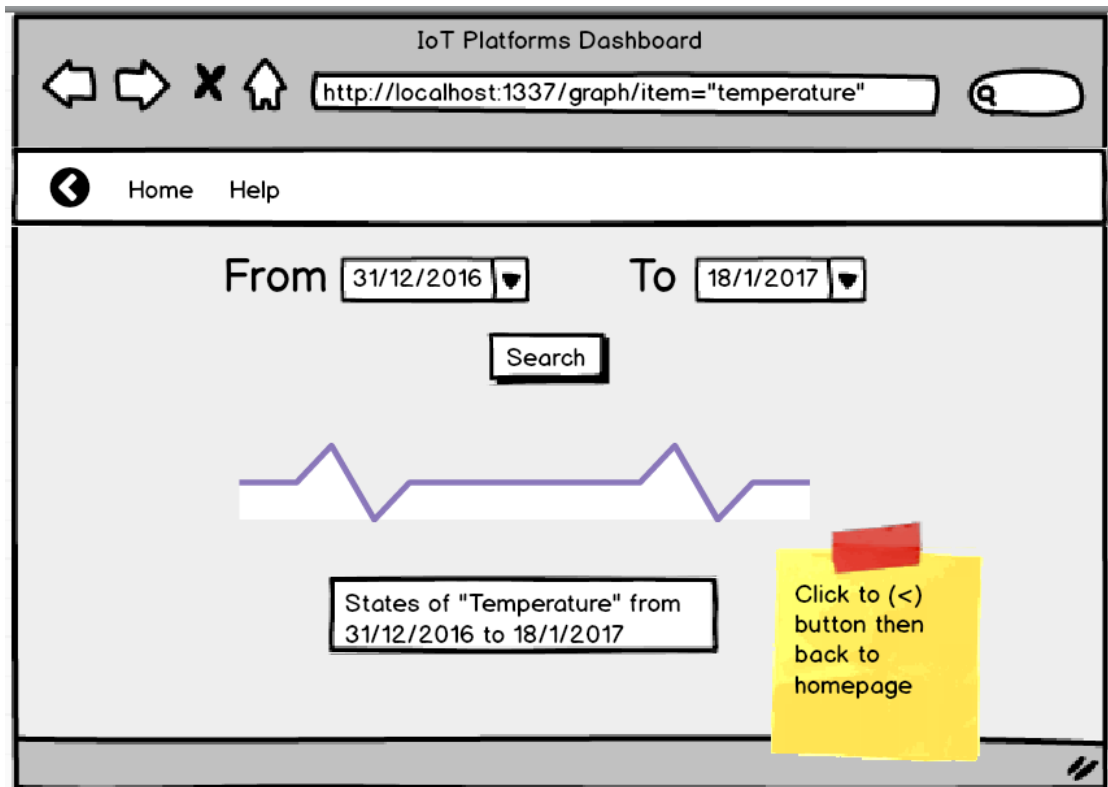 IoT Platforms Dashboard
http://localhost:1337/graph/item="temperature"
Home Help
From 31/12/2016 To 18/1/2017
Search
States of "Temperature" from
31/12/2016 to 18/1/2017
Click to (<)
button then
back to
homepage